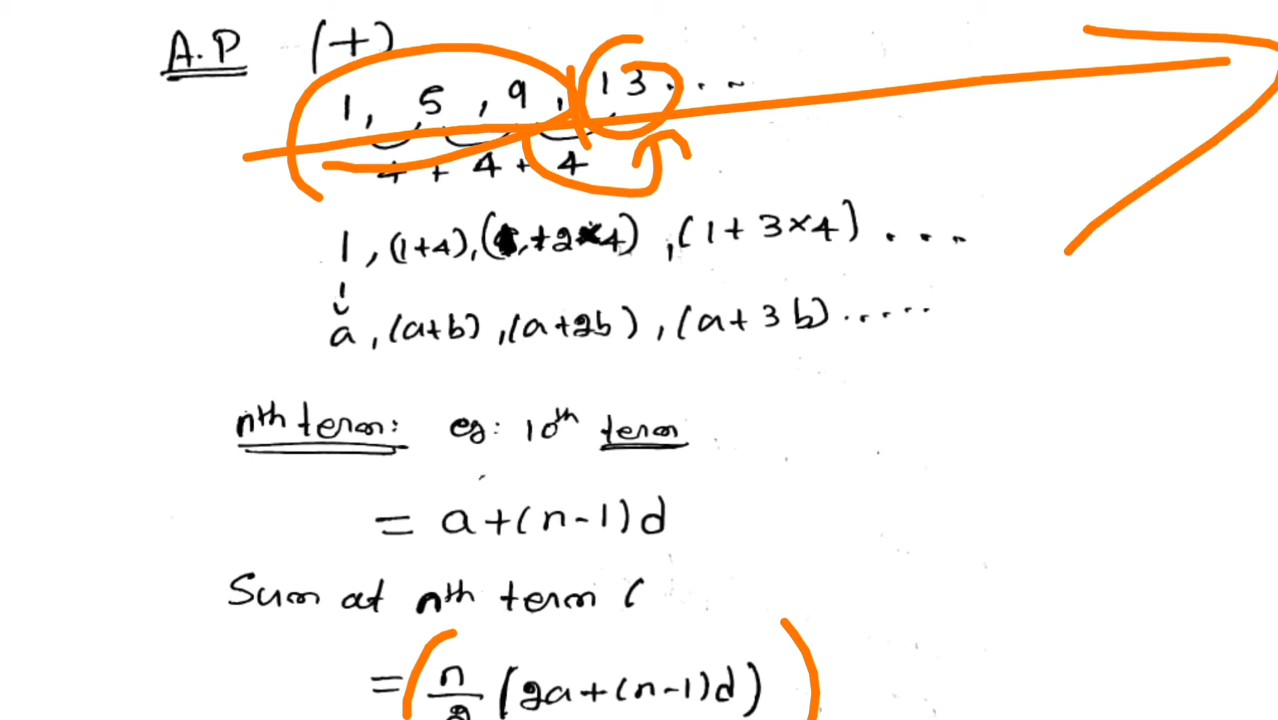 A.P (+)
1, 5, 9, 13...
4 + 4 + 4
1, (1+4), (1+2×4), (1+3×4) ...
a, (a+b), (a+2b), (a+3b) .....
nth term: eg: 10th term
= a+(n-1)d
Sum at nth term (
= n/2 (2a+(n-1)d)